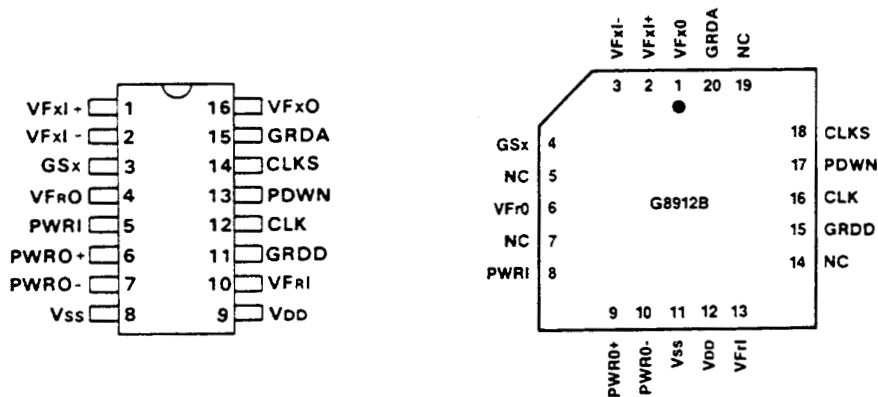 VFxI+ 1 16 VFxO
VFxI- 2 15 GRDA
GSx 3 14 CLKS
VFRO 4 13 PDWN
PWRI 5 12 CLK
PWRO+ 6 11 GRDD
PWRO- 7 10 VFRI
VSS 8 9 VDD
VFxI- VFxI+ VFx0 GRDA NC
3 2 1 20 19
GSx 4 18 CLKS
NC 5 17 PDWN
VFr0 6 16 CLK
G8912B
NC 7 15 GRDD
PWRI 8 14 NC
9 10 11 12 13
PWR0+ PWR0- VSS VDD VFrI